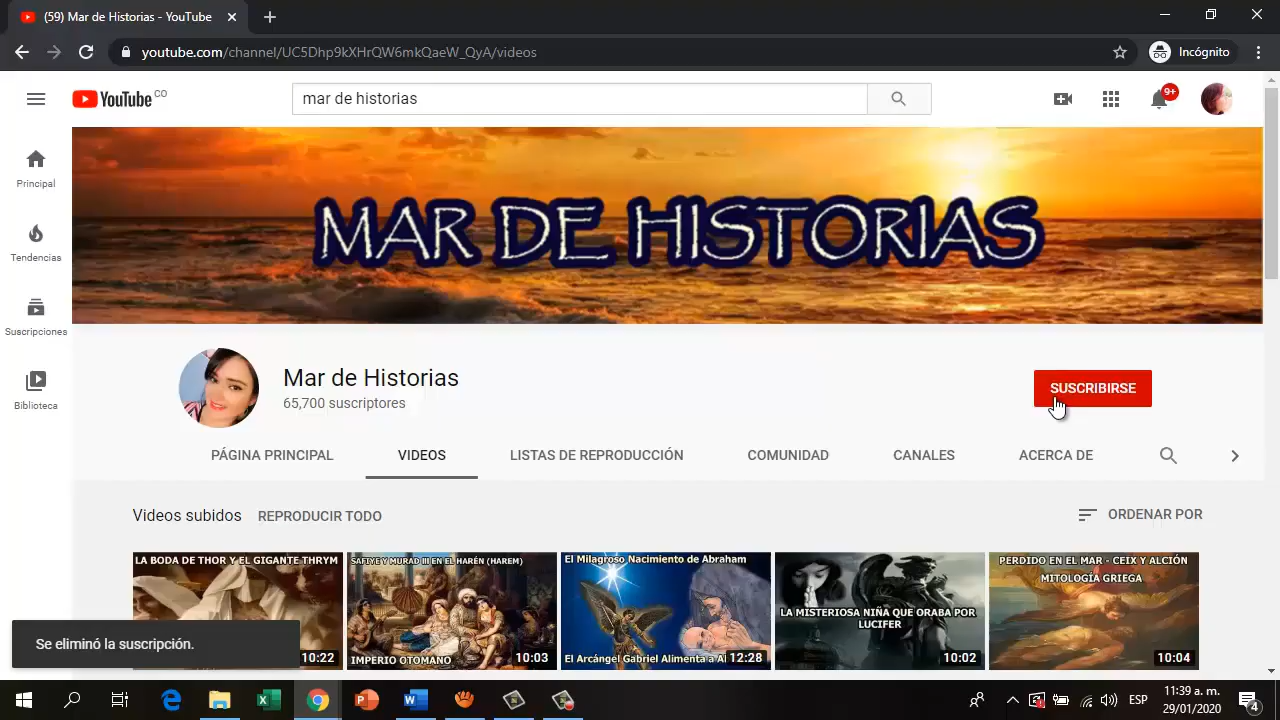 (59) Mar de Historias - YouTube
youtube.com/channel/UC5Dhp9kXHrQW6mkQaeW_QyA/videos
Incógnito
YouTube CO
mar de historias
9+
MAR DE HISTORIAS
Principal
Tendencias
Suscripciones
Biblioteca
Mar de Historias
65,700 suscriptores
SUSCRIBIRSE
PÁGINA PRINCIPAL
VIDEOS
LISTAS DE REPRODUCCIÓN
COMUNIDAD
CANALES
ACERCA DE
Videos subidos
REPRODUCIR TODO
ORDENAR POR
LA BODA DE THOR Y EL GIGANTE THRYM
10:22
SAFIYE Y MURAD III EN EL HARÉN (HAREM)
IMPERIO OTOMANO
10:03
El Milagroso Nacimiento de Abraham
El Arcángel Gabriel Alimenta a A
12:28
LA MISTERIOSA NIÑA QUE ORABA POR
LUCIFER
10:02
PERDIDO EN EL MAR - CEIX Y ALCIÓN
MITOLOGÍA GRIEGA
10:04
Se eliminó la suscripción.
ESP
11:39 a. m.
29/01/2020
4